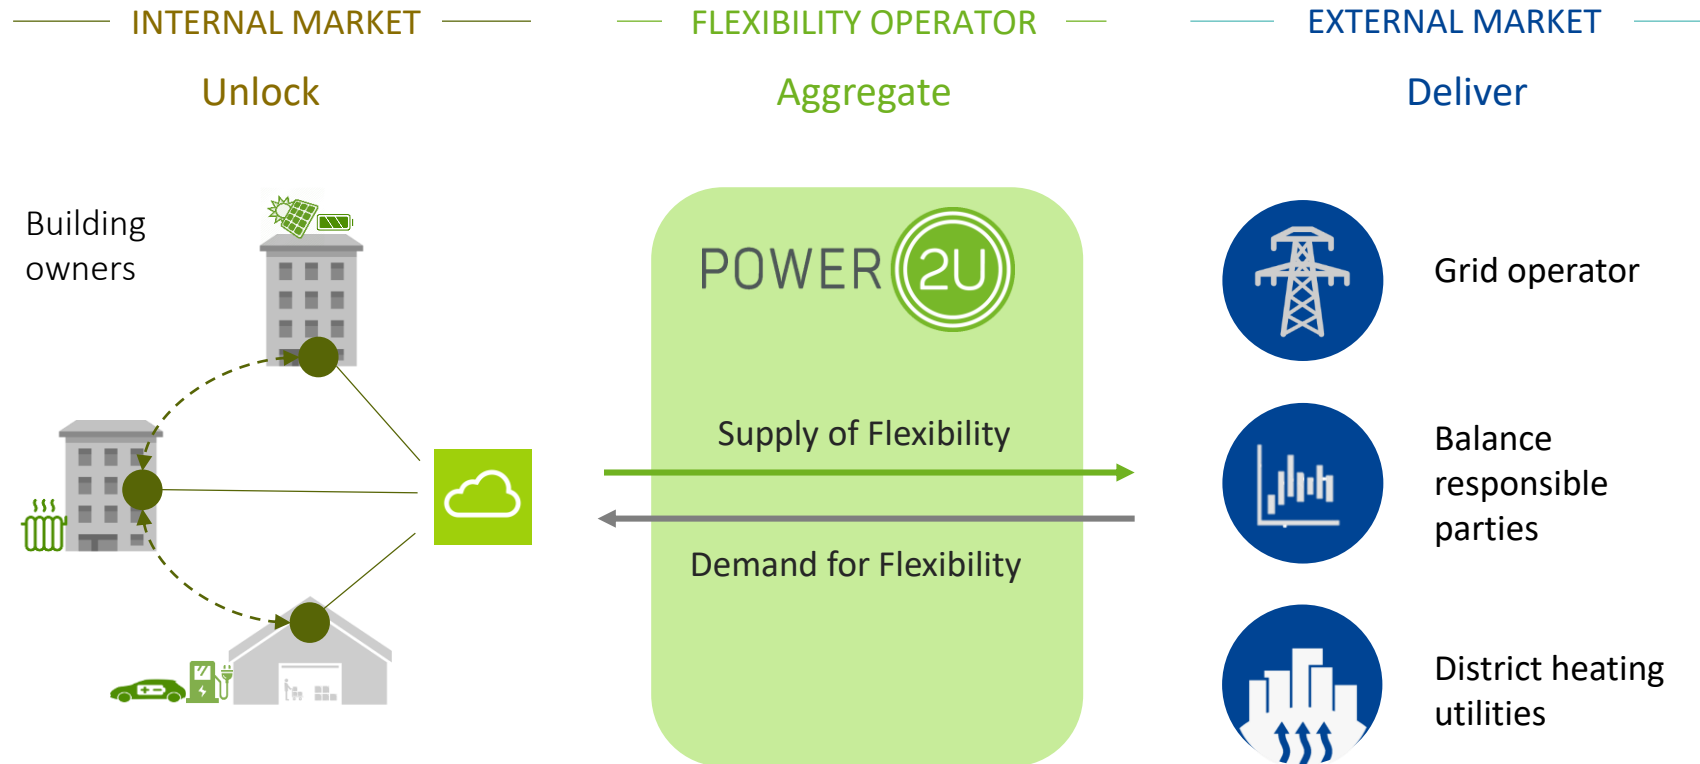 INTERNAL MARKET
FLEXIBILITY OPERATOR
EXTERNAL MARKET
Unlock
Aggregate
Deliver
Building
owners
POWER 2U
Grid operator
Supply of Flexibility
Balance
responsible
parties
Demand for Flexibility
District heating
utilities